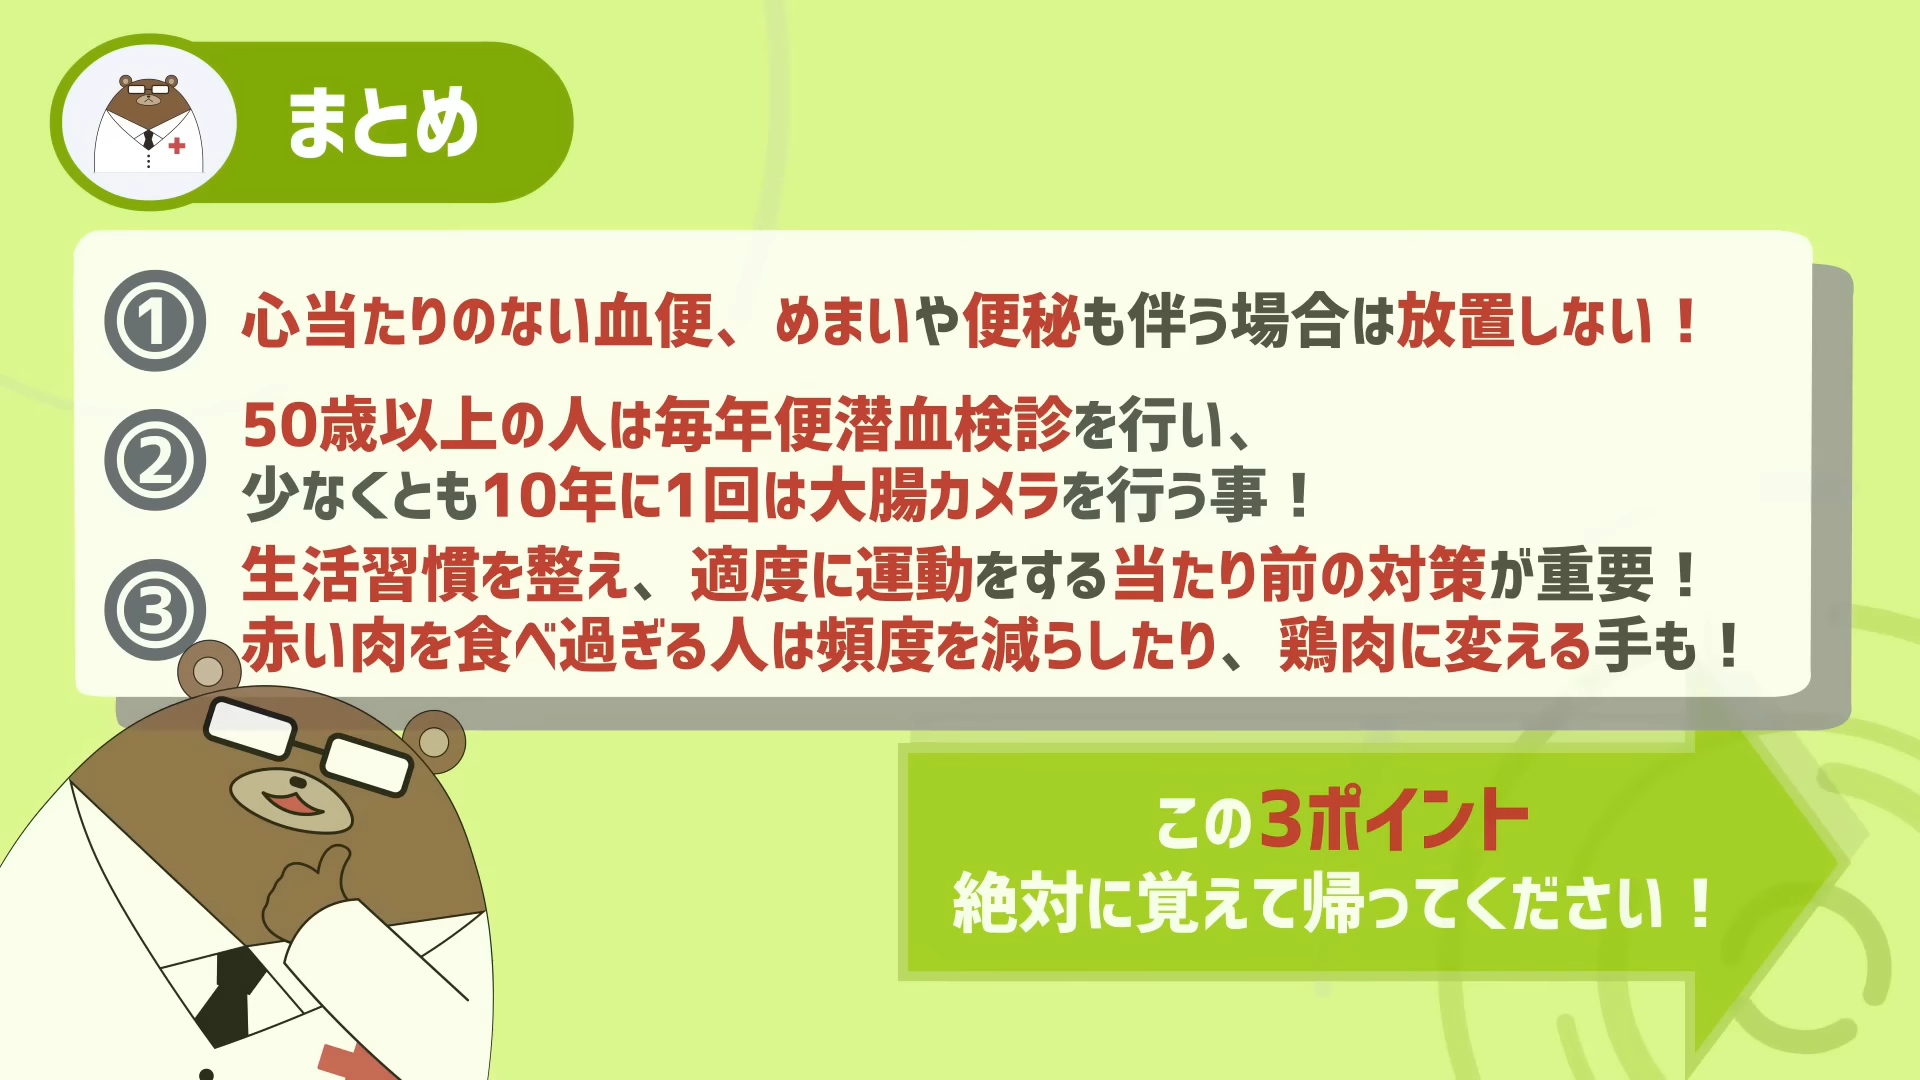 まとめ
① 心当たりのない血便、めまいや便秘も伴う場合は放置しない！
② 50歳以上の人は毎年便潜血検診を行い、
少なくとも10年に1回は大腸カメラを行う事！
③ 生活習慣を整え、適度に運動をする当たり前の対策が重要！
赤い肉を食べ過ぎる人は頻度を減らしたり、鶏肉に変える手も！
この3ポイント
絶対に覚えて帰ってください！